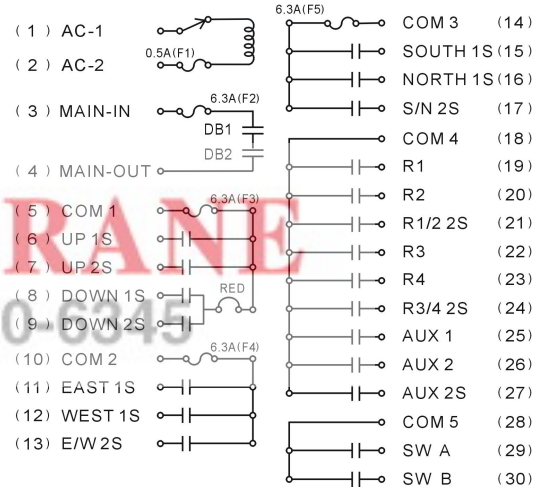 ( 1 ) AC-1
0.5A(F1)
( 2 ) AC-2
( 3 ) MAIN-IN
6.3A(F2)
DB1
DB2
( 4 ) MAIN-OUT
RANE
0-6345
( 5 ) COM 1
6.3A(F3)
( 6 ) UP 1S
( 7 ) UP 2S
( 8 ) DOWN 1S
RED
( 9 ) DOWN 2S
(10) COM 2
6.3A(F4)
(11) EAST 1S
(12) WEST 1S
(13) E/W 2S
6.3A(F5)
COM 3 (14)
SOUTH 1S (15)
NORTH 1S (16)
S/N 2S (17)
COM 4 (18)
R1 (19)
R2 (20)
R1/2 2S (21)
R3 (22)
R4 (23)
R3/4 2S (24)
AUX 1 (25)
AUX 2 (26)
AUX 2S (27)
COM 5 (28)
SW A (29)
SW B (30)